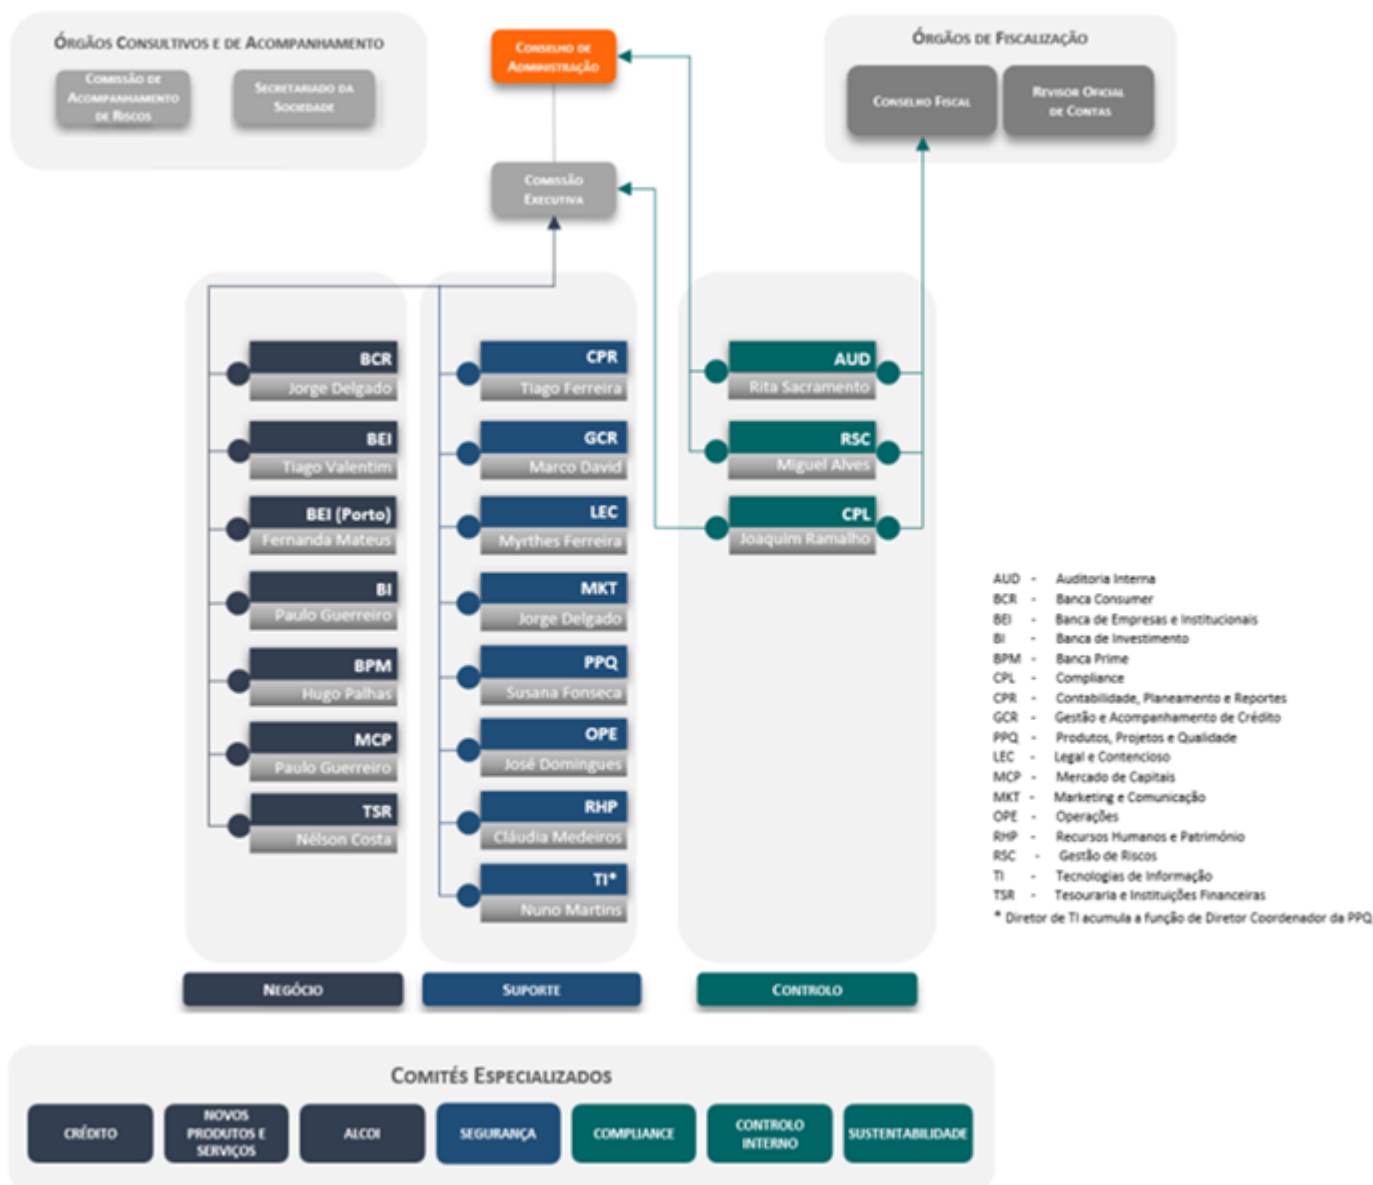 ÓRGÃOS CONSULTIVOS E DE ACOMPANHAMENTO
COMISSÃO DE
ACOMPANHAMENTO
DE RISCOS
SECRETARIADO DA
SOCIEDADE
CONSELHO DE
ADMINISTRAÇÃO
COMISSÃO
EXECUTIVA
ÓRGÃOS DE FISCALIZAÇÃO
CONSELHO FISCAL
REVISOR OFICIAL
DE CONTAS
BCR
Jorge Delgado
BEI
Tiago Valentim
BEI (Porto)
Fernanda Mateus
BI
Paulo Guerreiro
BPM
Hugo Palhas
MCP
Paulo Guerreiro
TSR
Nélson Costa
NEGÓCIO
CPR
Tiago Ferreira
GCR
Marco David
LEC
Myrthes Ferreira
MKT
Jorge Delgado
PPQ
Susana Fonseca
OPE
José Domingues
RHP
Cláudia Medeiros
TI*
Nuno Martins
SUPORTE
AUD
Rita Sacramento
RSC
Miguel Alves
CPL
Joaquim Ramalho
CONTROLO
AUD - Auditoria Interna
BCR - Banca Consumer
BEI - Banca de Empresas e Institucionais
BI - Banca de Investimento
BPM - Banca Prime
CPL - Compliance
CPR - Contabilidade, Planeamento e Reportes
GCR - Gestão e Acompanhamento de Crédito
PPQ - Produtos, Projetos e Qualidade
LEC - Legal e Contencioso
MCP - Mercado de Capitais
MKT - Marketing e Comunicação
OPE - Operações
RHP - Recursos Humanos e Património
RSC - Gestão de Riscos
TI - Tecnologias de Informação
TSR - Tesouraria e Instituições Financeiras
* Diretor de TI acumula a função de Diretor Coordenador da PPQ
COMITÉS ESPECIALIZADOS
CRÉDITO
NOVOS
PRODUTOS E
SERVIÇOS
ALCOI
SEGURANÇA
COMPLIANCE
CONTROLO
INTERNO
SUSTENTABILIDADE